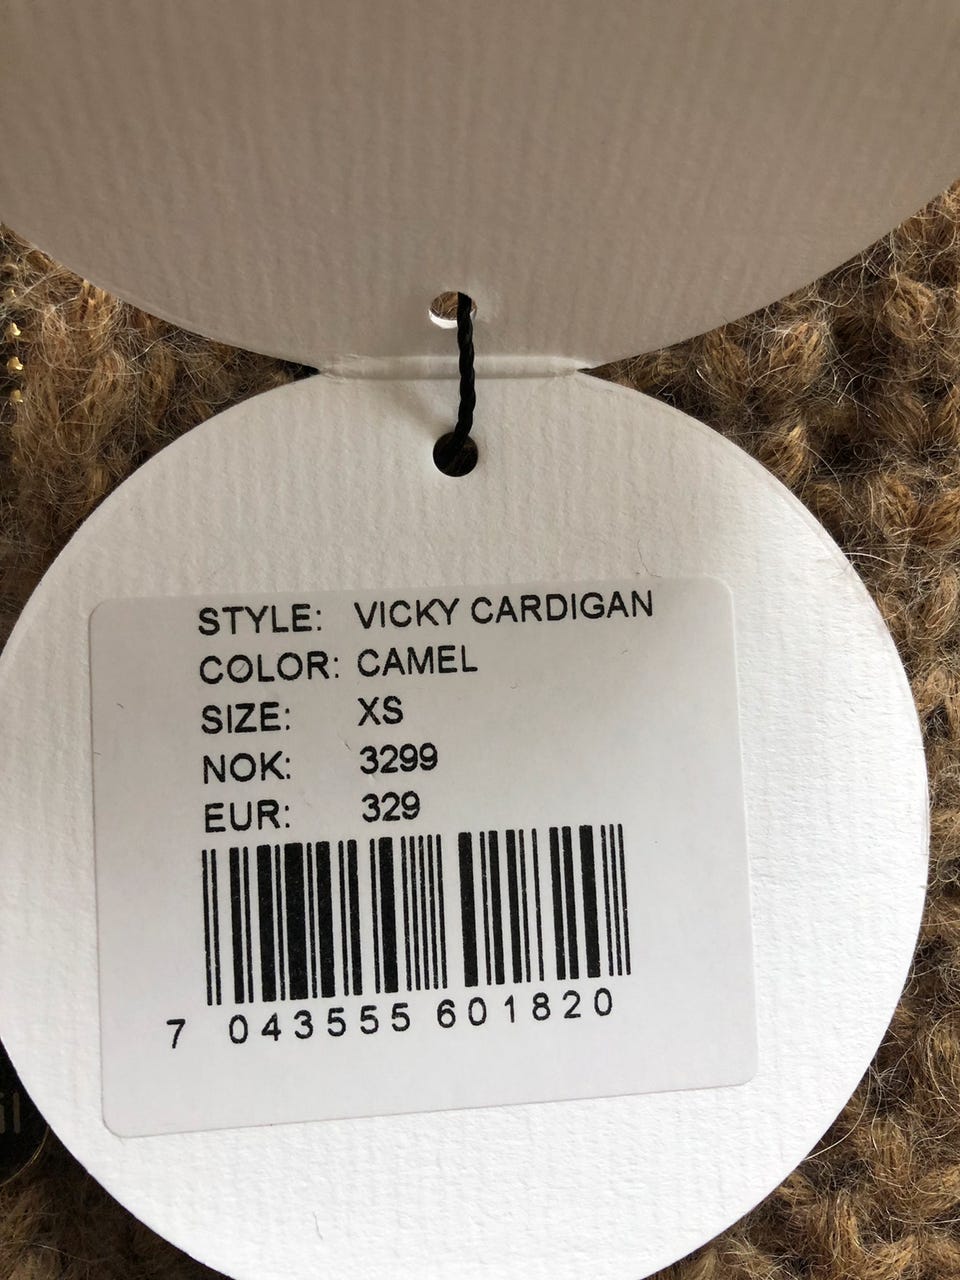 STYLE: VICKY CARDIGAN
COLOR: CAMEL
SIZE: XS
NOK: 3299
EUR: 329
7 043555 601820